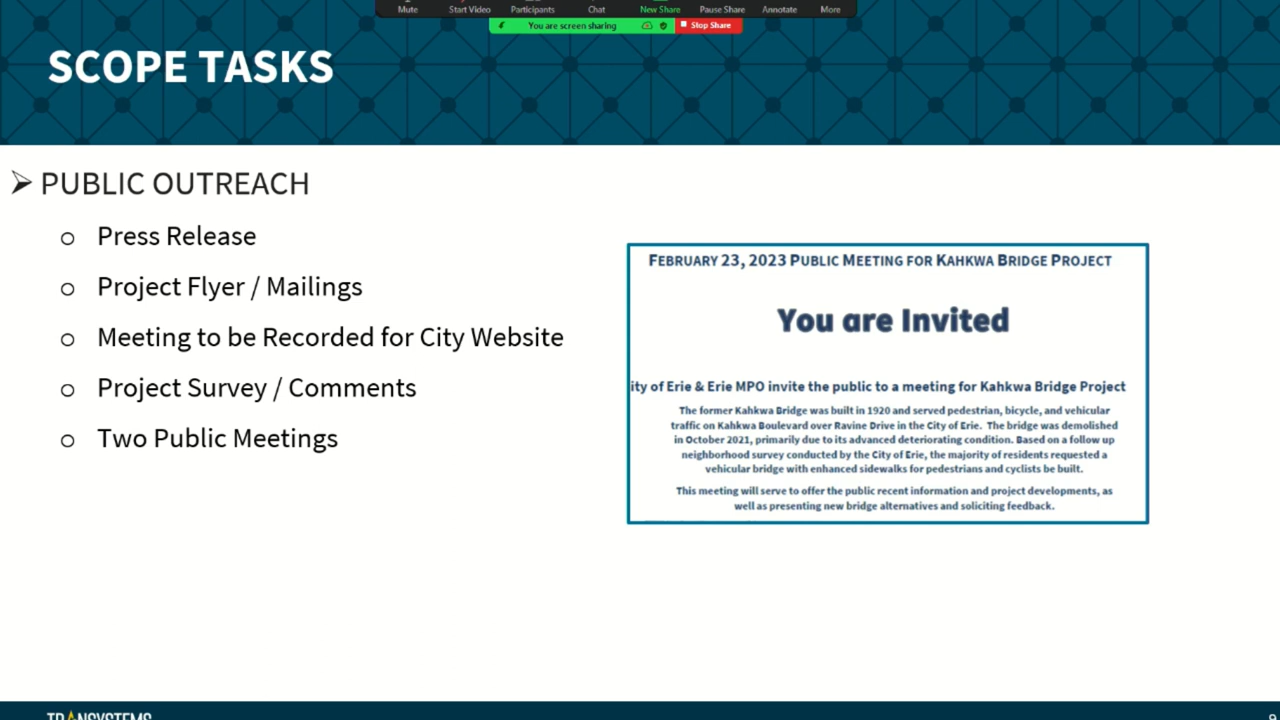 Mute Start Video Participants Chat New Share Pause Share Annotate More
You are screen sharing Stop Share
SCOPE TASKS
PUBLIC OUTREACH
o Press Release
o Project Flyer / Mailings
o Meeting to be Recorded for City Website
o Project Survey / Comments
o Two Public Meetings
FEBRUARY 23, 2023 PUBLIC MEETING FOR KAHKWA BRIDGE PROJECT
You are Invited
ity of Erie & Erie MPO invite the public to a meeting for Kahkwa Bridge Project
The former Kahkwa Bridge was built in 1920 and served pedestrian, bicycle, and vehicular
traffic on Kahkwa Boulevard over Ravine Drive in the City of Erie. The bridge was demolished
in October 2021, primarily due to its advanced deteriorating condition. Based on a follow up
neighborhood survey conducted by the City of Erie, the majority of residents requested a
vehicular bridge with enhanced sidewalks for pedestrians and cyclists be built.
This meeting will serve to offer the public recent information and project developments, as
well as presenting new bridge alternatives and soliciting feedback.
TRANSYSTEMS